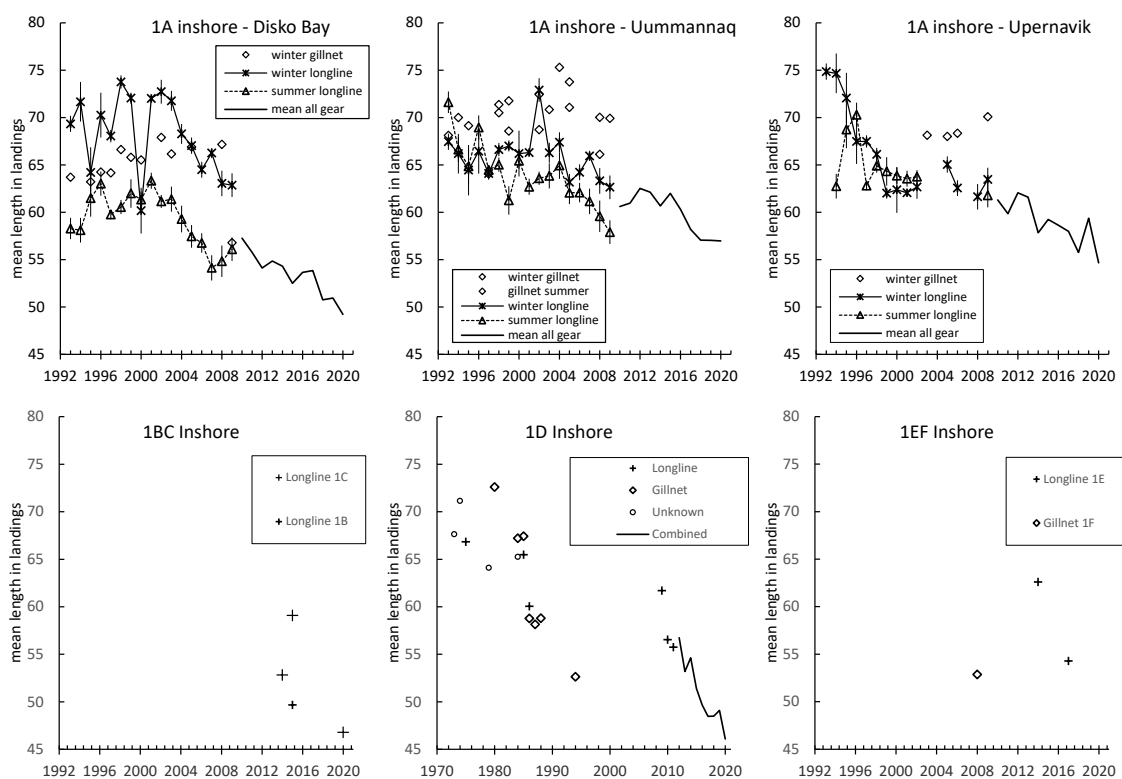 1A inshore - Disko Bay
winter gillnet
winter longline
summer longline
mean all gear
mean length in landings
80
75
70
65
60
55
50
45
1992 1996 2000 2004 2008 2012 2016 2020
1A inshore - Uummannaq
winter gillnet
gillnet summer
winter longline
summer longline
mean all gear
mean length in landings
80
75
70
65
60
55
50
45
1992 1996 2000 2004 2008 2012 2016 2020
1A inshore - Upernavik
winter gillnet
winter longline
summer longline
mean all gear
mean length in landings
80
75
70
65
60
55
50
45
1992 1996 2000 2004 2008 2012 2016 2020
1BC Inshore
Longline 1C
Longline 1B
mean length in landings
80
75
70
65
60
55
50
45
1992 1996 2000 2004 2008 2012 2016 2020
1D Inshore
Longline
Gillnet
Unknown
Combined
mean length in landings
80
75
70
65
60
55
50
45
1970 1980 1990 2000 2010 2020
1EF Inshore
Longline 1E
Gillnet 1F
mean length in landings
80
75
70
65
60
55
50
45
1992 1996 2000 2004 2008 2012 2016 2020